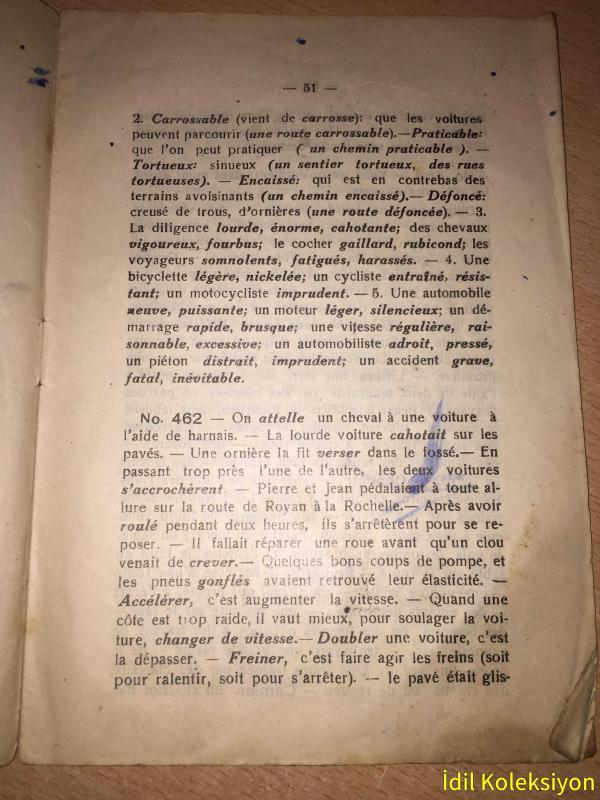 — 51 —
2. Carrossable (vient de carrosse): que les voitures
peuvent parcourir (une route carrossable).—Praticable:
que l'on peut pratiquer ( un chemin praticable ). —
Tortueux: sinueux (un sentier tortueux, des rues
tortueuses). — Encaissé: qui est en contrebas des
terrains avoisinants (un chemin encaissé).— Défoncé:
creusé de trous, d'ornières (une route défoncée). — 3.
La diligence lourde, énorme, cahotante; des chevaux
vigoureux, fourbus; le cocher gaillard, rubicond; les
voyageurs somnolents, fatigués, harassés. — 4. Une
bicyclette légère, nickelée; un cycliste entraîné, résis-
tant; un motocycliste imprudent. — 5. Une automobile
neuve, puissante; un moteur léger, silencieux; un dé-
marrage rapide, brusque; une vitesse régulière, rai-
sonnable, excessive; un automobiliste adroit, pressé,
un piéton distrait, imprudent; un accident grave,
fatal, inévitable.
No. 462 — On attelle un cheval à une voiture à
l'aide de harnais. — La lourde voiture cahotait sur les
pavés. — Une ornière la fit verser dans le fossé.— En
passant trop près l'une de l'autre, les deux voitures
s'accrochèrent. — Pierre et Jean pédalaient à toute al-
lure sur la route de Royan à la Rochelle.— Après avoir
roulé pendant deux heures, ils s'arrêtèrent pour se re-
poser. — Il fallait réparer une roue avant qu'un clou
venait de crever.— Quelques bons coups de pompe, et
les pneus gonflés avaient retrouvé leur élasticité. —
Accélérer, c'est augmenter la vitesse. — Quand une
côte est trop raide, il vaut mieux, pour soulager la voi-
ture, changer de vitesse.— Doubler une voiture, c'est
la dépasser. — Freiner, c'est faire agir les freins (soit
pour ralentir, soit pour s'arrêter). — le pavé était glis-
İdil Koleksiyon